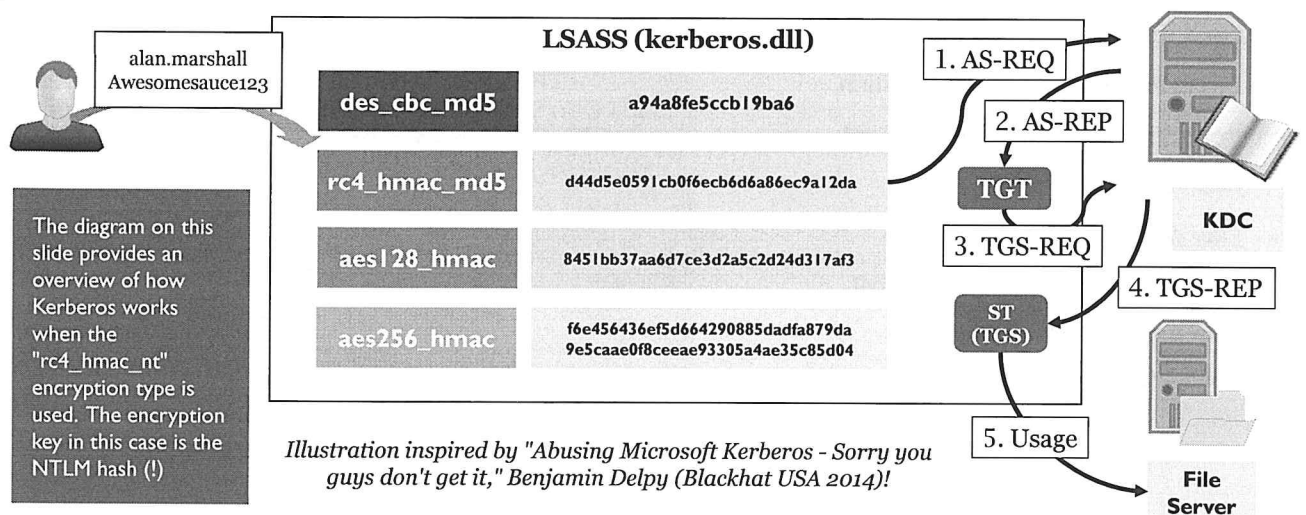 LSASS (kerberos.dll)
alan.marshall
Awesomesauce123
des_cbc_md5
a94a8fe5ccb19ba6
rc4_hmac_md5
d44d5e0591cb0f6ecb6d6a86ec9a12da
aes128_hmac
8451bb37aa6d7ce3d2a5c2d24d317af3
aes256_hmac
f6e456436ef5d664290885dadfa879da
9e5caae0f8ceeae93305a4ae35c85d04
1. AS-REQ
2. AS-REP
TGT
3. TGS-REQ
KDC
4. TGS-REP
ST
(TGS)
5. Usage
File
Server
The diagram on this
slide provides an
overview of how
Kerberos works
when the
"rc4_hmac_nt"
encryption type is
used. The encryption
key in this case is the
NTLM hash (!)
Illustration inspired by "Abusing Microsoft Kerberos - Sorry you
guys don't get it," Benjamin Delpy (Blackhat USA 2014)!